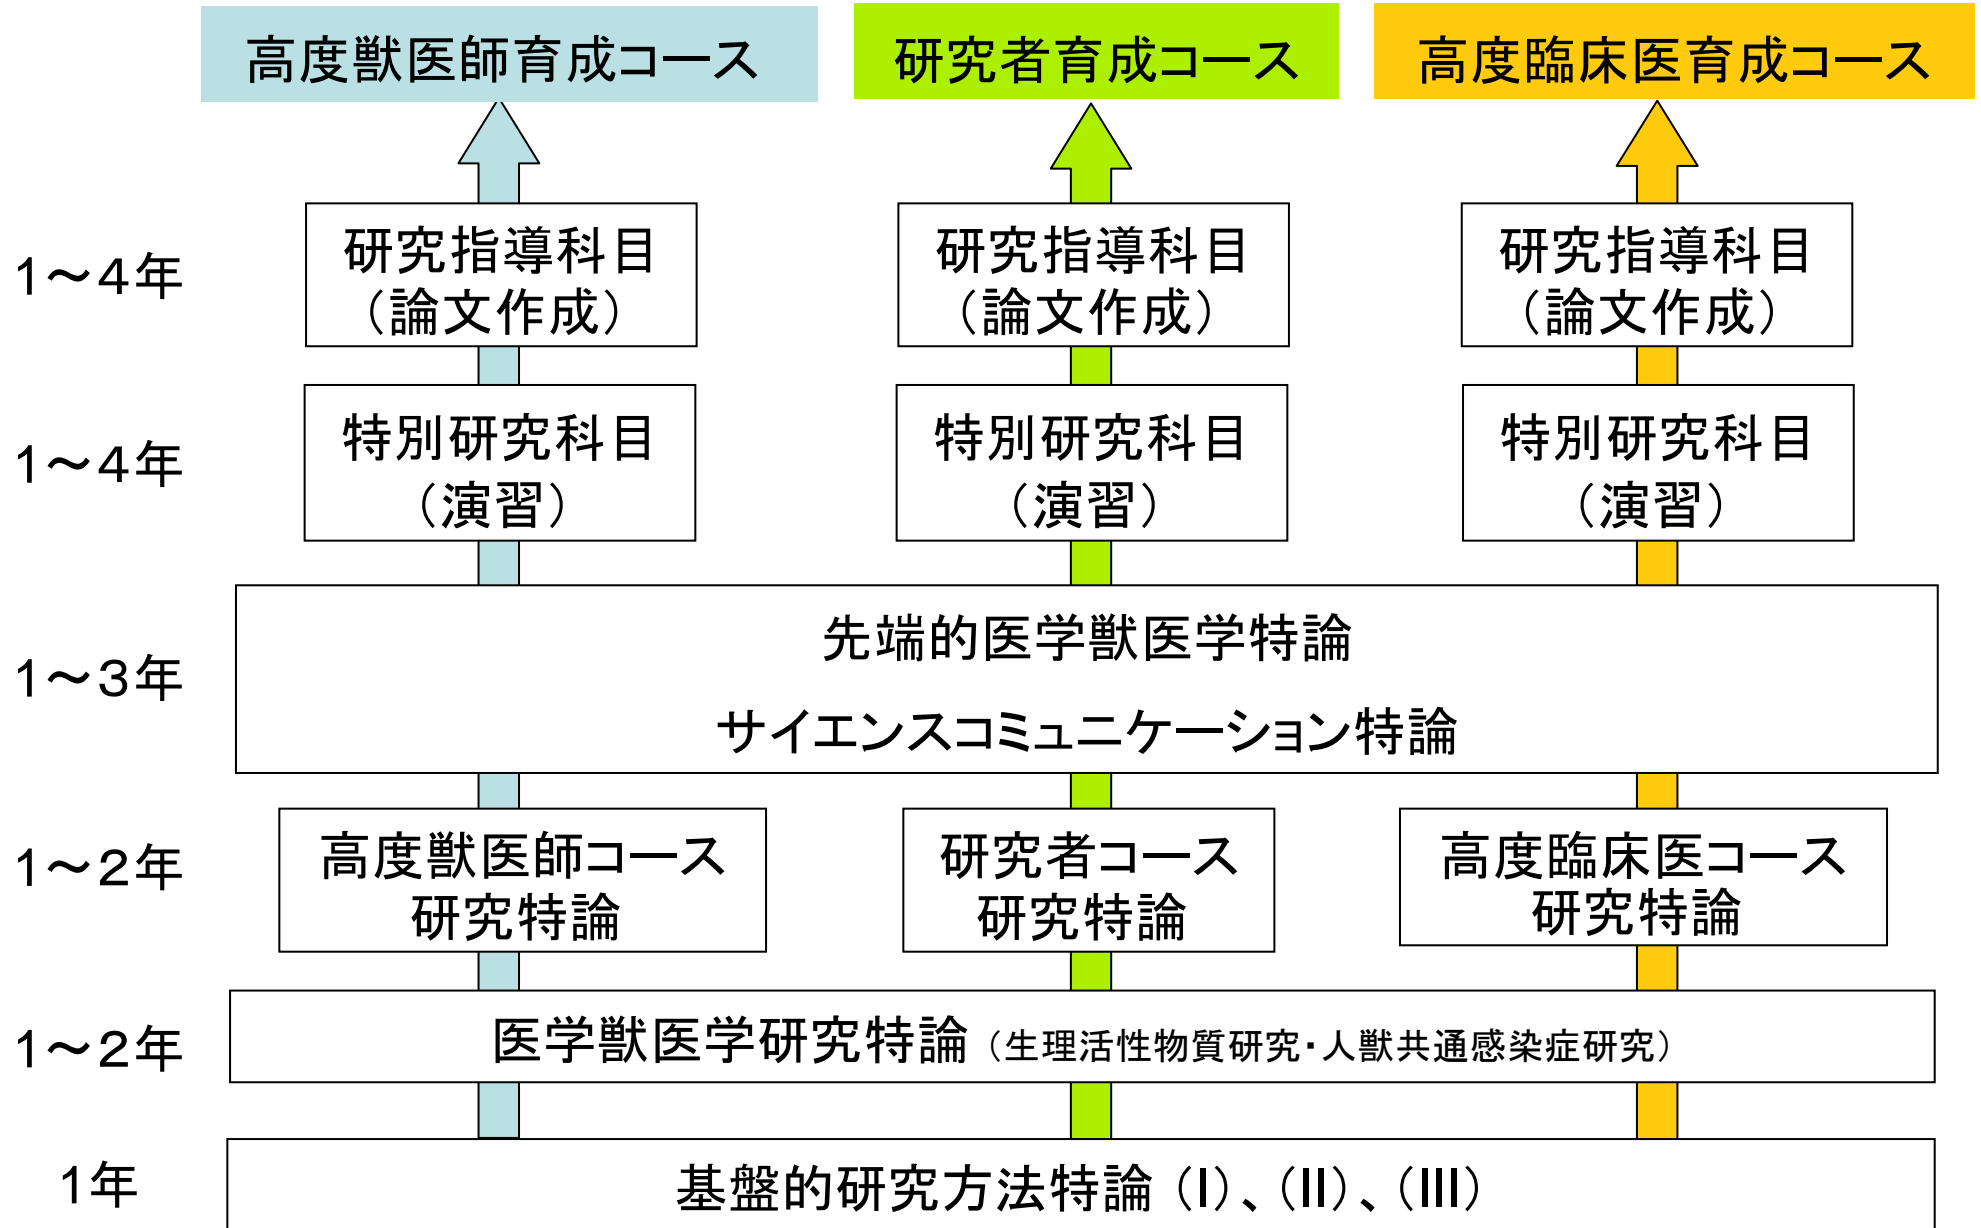 高度獣医師育成コース
研究者育成コース
高度臨床医育成コース
1～4年
研究指導科目
（論文作成）
研究指導科目
（論文作成）
研究指導科目
（論文作成）
1～4年
特別研究科目
（演習）
特別研究科目
（演習）
特別研究科目
（演習）
1～3年
先端的医学獣医学特論
サイエンスコミュニケーション特論
1～2年
高度獣医師コース
研究特論
研究者コース
研究特論
高度臨床医コース
研究特論
1～2年
医学獣医学研究特論（生理活性物質研究・人獣共通感染症研究）
1年
基盤的研究方法特論（I）、（II）、（III）